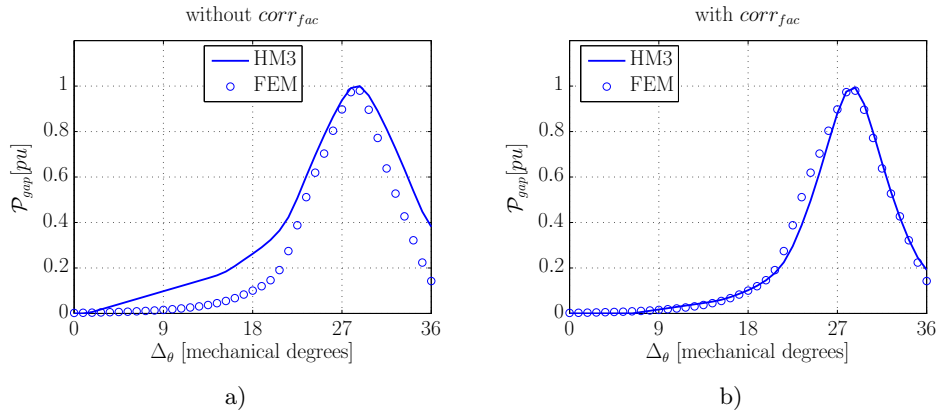 without corr_fac
HM3
FEM
1
0.8
0.6
0.4
0.2
0
P_gap[pu]
0 9 18 27 36
Δ_θ [mechanical degrees]
a)
with corr_fac
HM3
FEM
1
0.8
0.6
0.4
0.2
0
P_gap[pu]
0 9 18 27 36
Δ_θ [mechanical degrees]
b)